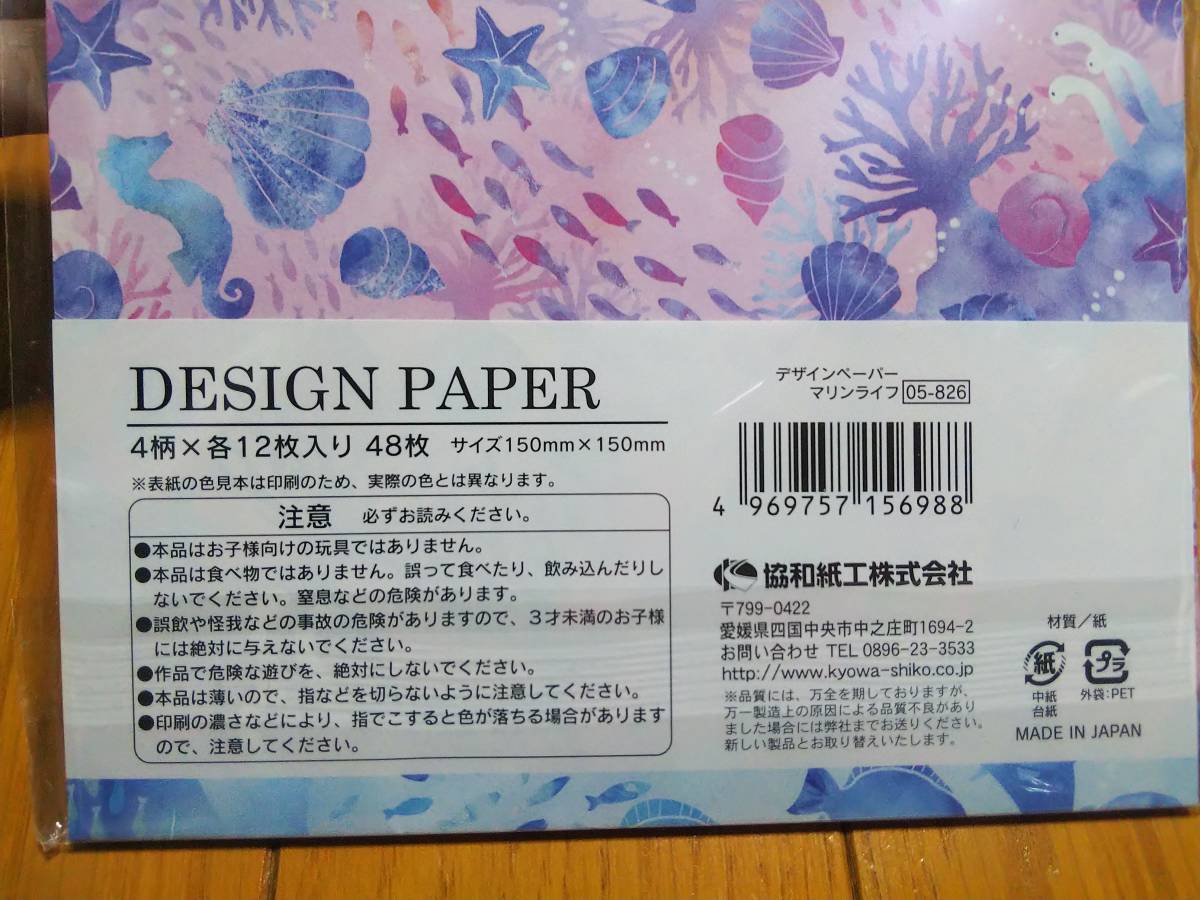 DESIGN PAPER
4柄×各12枚入り 48枚 サイズ150mm×150mm
※表紙の色見本は印刷のため、実際の色とは異なります。
注意 必ずお読みください。
●本品はお子様向けの玩具ではありません。
●本品は食べ物ではありません。誤って食べたり、飲み込んだりし
ないでください。窒息などの危険があります。
●誤飲や怪我などの事故の危険がありますので、3才未満のお子様
には絶対に与えないでください。
●作品で危険な遊びを、絶対にしないでください。
●本品は薄いので、指などを切らないように注意してください。
●印刷の濃さなどにより、指でこすると色が落ちる場合があります
ので、注意してください。
デザインペーパー
マリンライフ 05-826
4 969757 156988
協和紙工株式会社
〒799-0422
愛媛県四国中央市中之庄町1694-2
お問い合わせ TEL 0896-23-3533
http://www.kyowa-shiko.co.jp
※品質には、万全を期しておりますが、
万一製造上の原因による品質不良があり
ました場合には弊社までお送りください。
新しい製品とお取り替えいたします。
材質/紙
紙 プラ
中紙 外袋:PET
台紙
MADE IN JAPAN